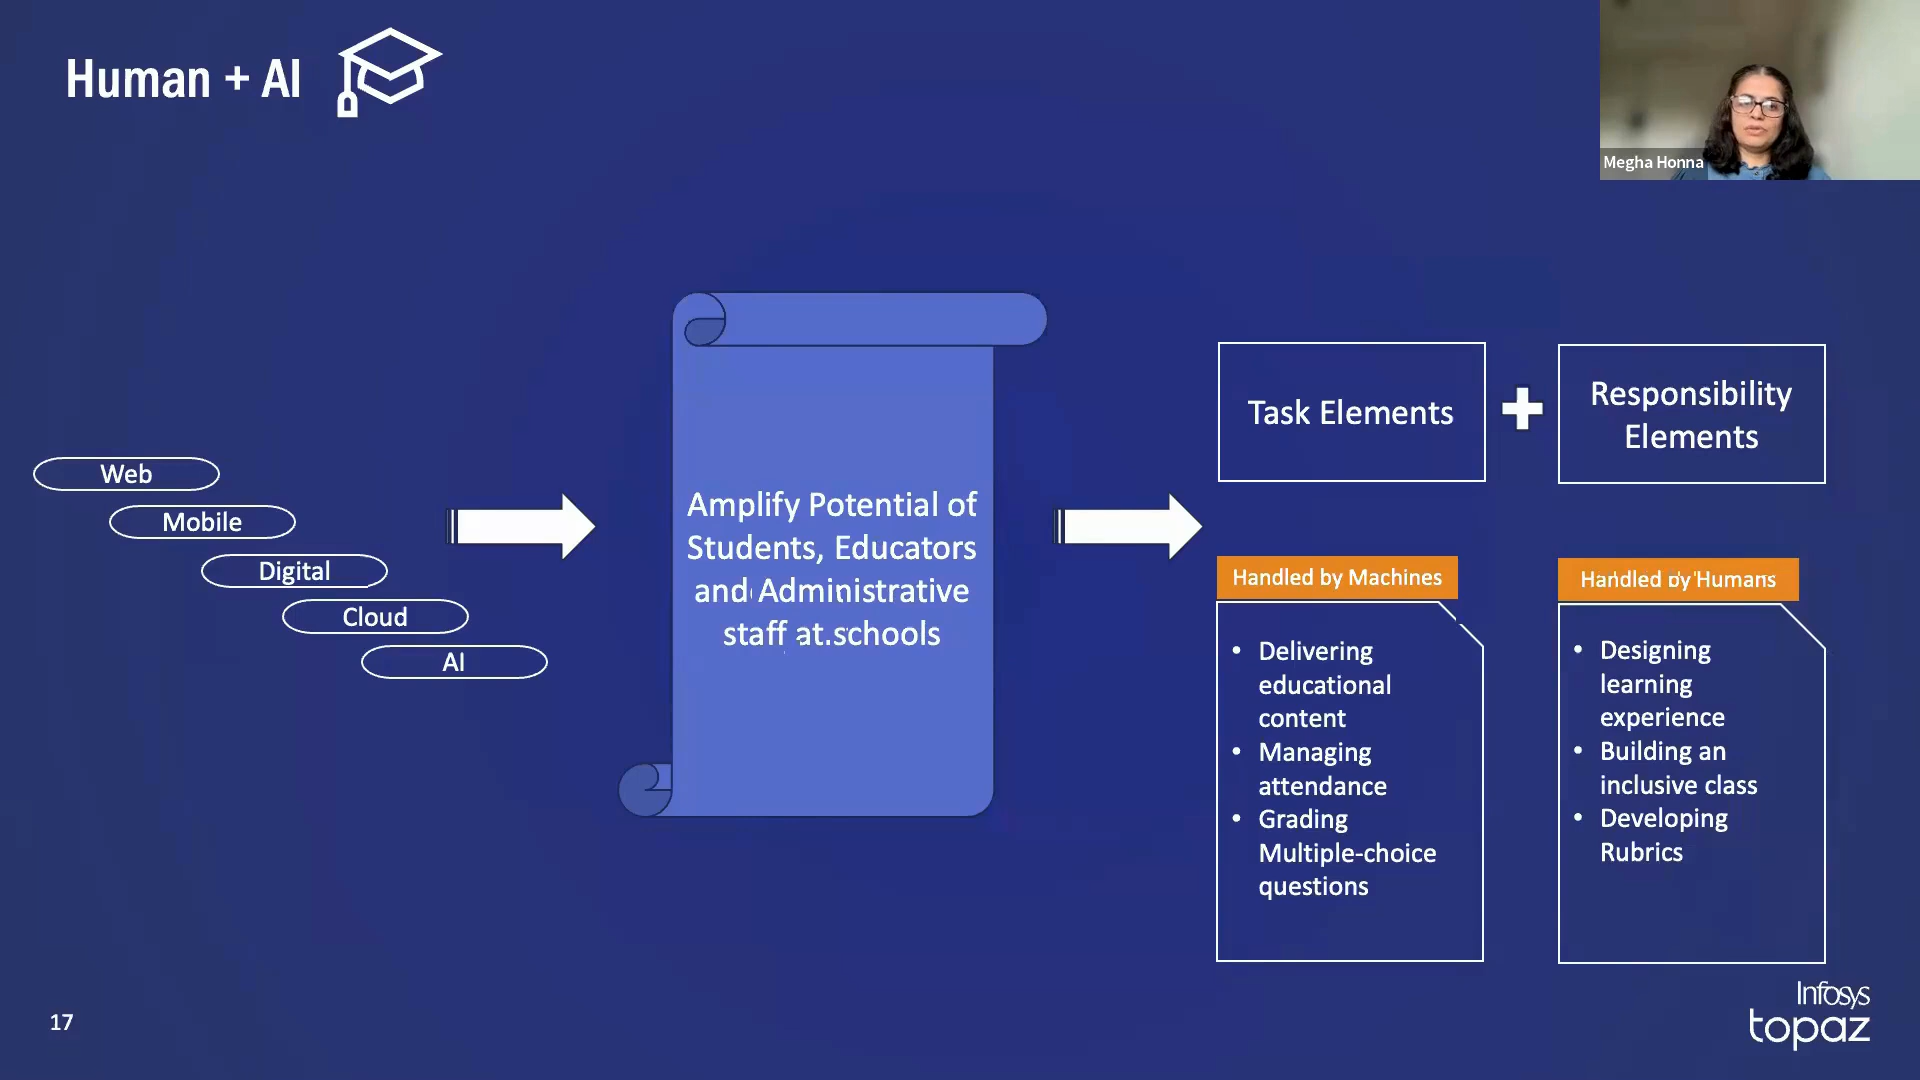 Human + AI
Megha Honna
Web
Mobile
Digital
Cloud
AI
Amplify Potential of
Students, Educators
and Administrative
staff at schools
Task Elements
Responsibility
Elements
Handled by Machines
Delivering
educational
content
Managing
attendance
Grading
Multiple-choice
questions
Handled by Humans
Designing
learning
experience
Building an
inclusive class
Developing
Rubrics
17
Infosys
topaz